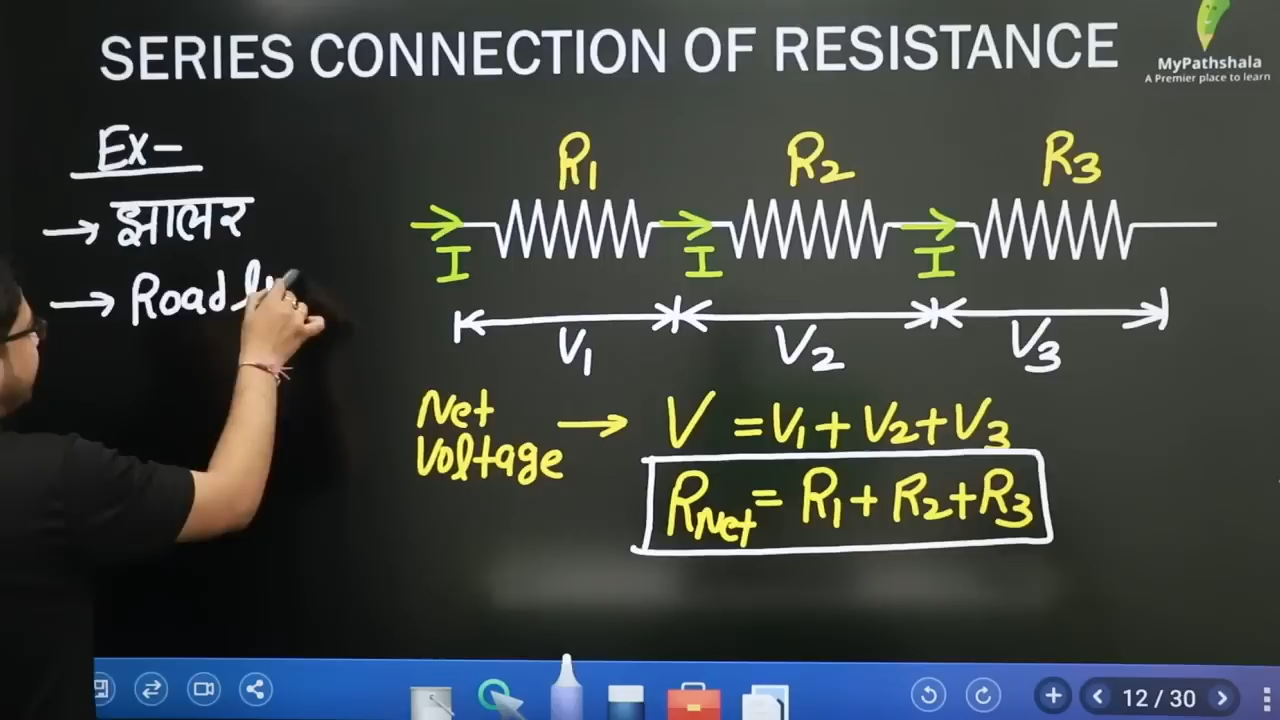 SERIES CONNECTION OF RESISTANCE
MyPathshala
A Premier place to learn
Ex-
→ झालर
→ Road
R1 R2 R3
I I I
V1 V2 V3
Net Voltage → V = V1 + V2 + V3
RNet = R1 + R2 + R3
12 / 30